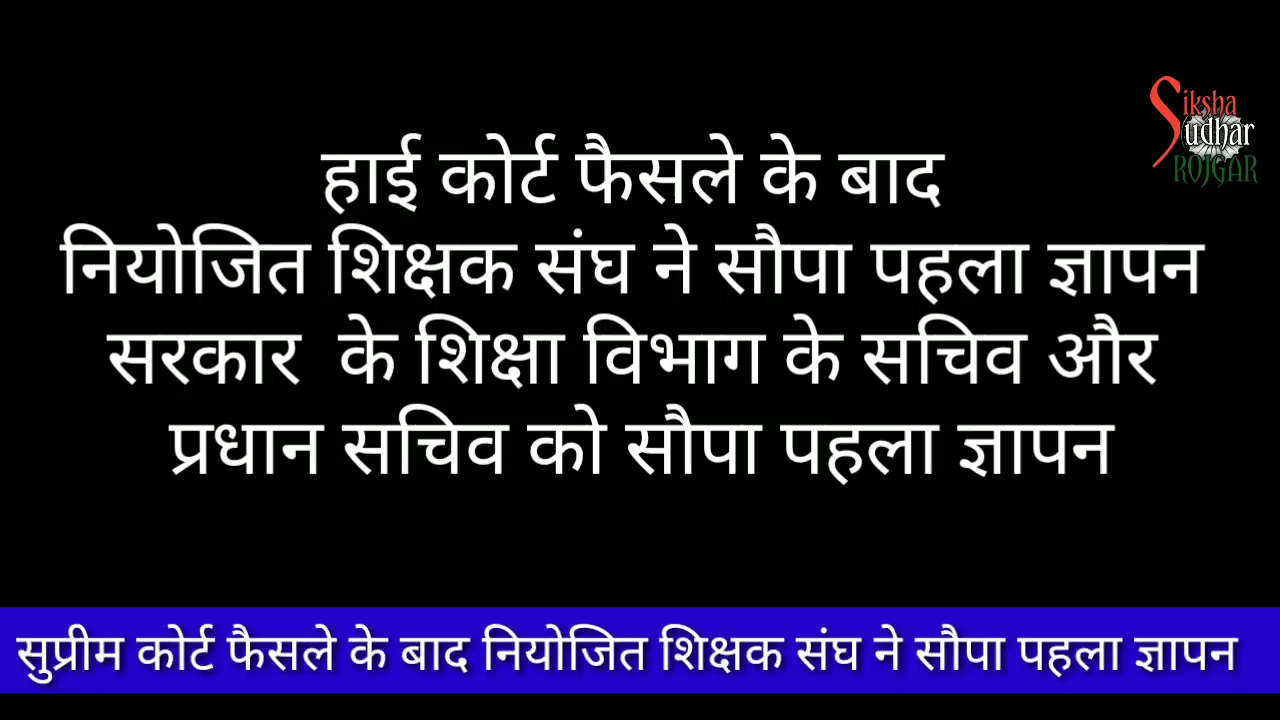 Siksha
Sudhar
ROJGAR
हाई कोर्ट फैसले के बाद
नियोजित शिक्षक संघ ने सौपा पहला ज्ञापन
सरकार के शिक्षा विभाग के सचिव और
प्रधान सचिव को सौपा पहला ज्ञापन
सुप्रीम कोर्ट फैसले के बाद नियोजित शिक्षक संघ ने सौपा पहला ज्ञापन